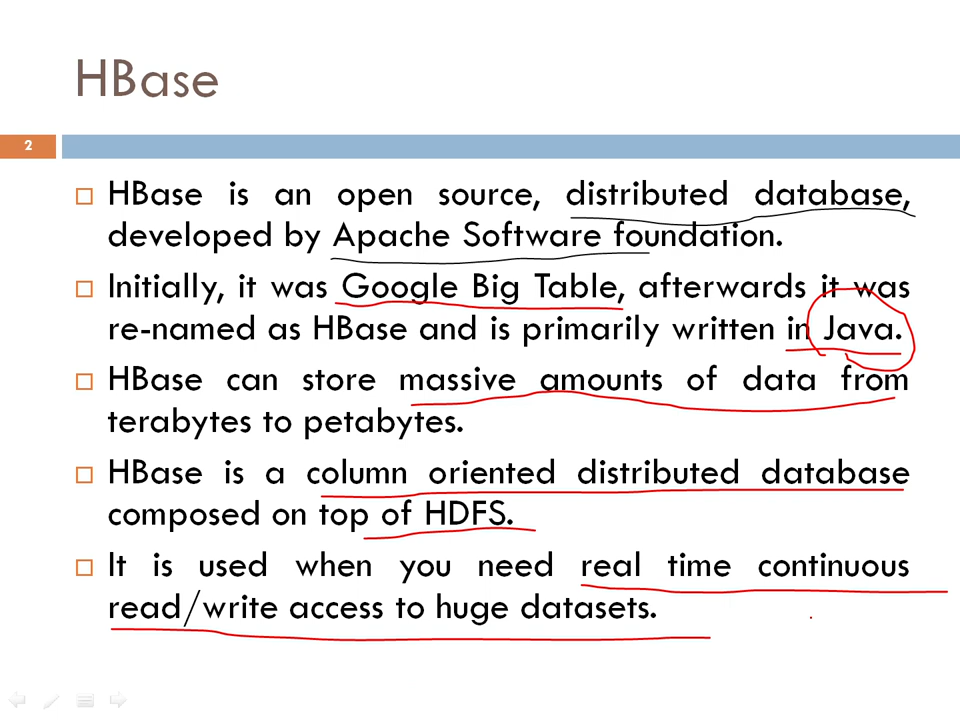 HBase
2
HBase is an open source, distributed database,
developed by Apache Software foundation.
Initially, it was Google Big Table, afterwards it was
re-named as HBase and is primarily written in Java.
HBase can store massive amounts of data from
terabytes to petabytes.
HBase is a column oriented distributed database
composed on top of HDFS.
It is used when you need real time continuous
read/write access to huge datasets.